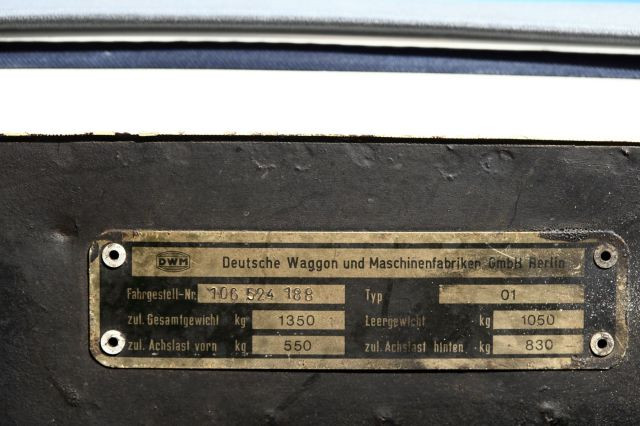 DWM Deutsche Waggon und Maschinenfabriken GmbH Berlin
Fahrgestell-Nr. 106 524 188 Typ 01
zul. Gesamtgewicht kg 1350 Leergewicht kg 1050
zul. Achslast vorn kg 550 zul. Achslast hinten kg 830